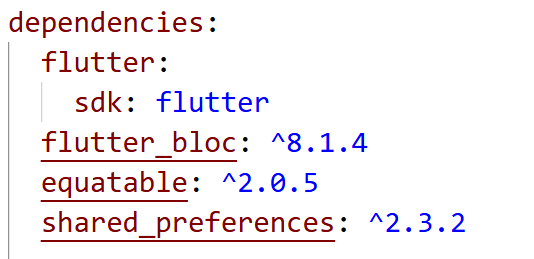 dependencies:
  flutter:
    sdk: flutter
  flutter_bloc: ^8.1.4
  equatable: ^2.0.5
  shared_preferences: ^2.3.2